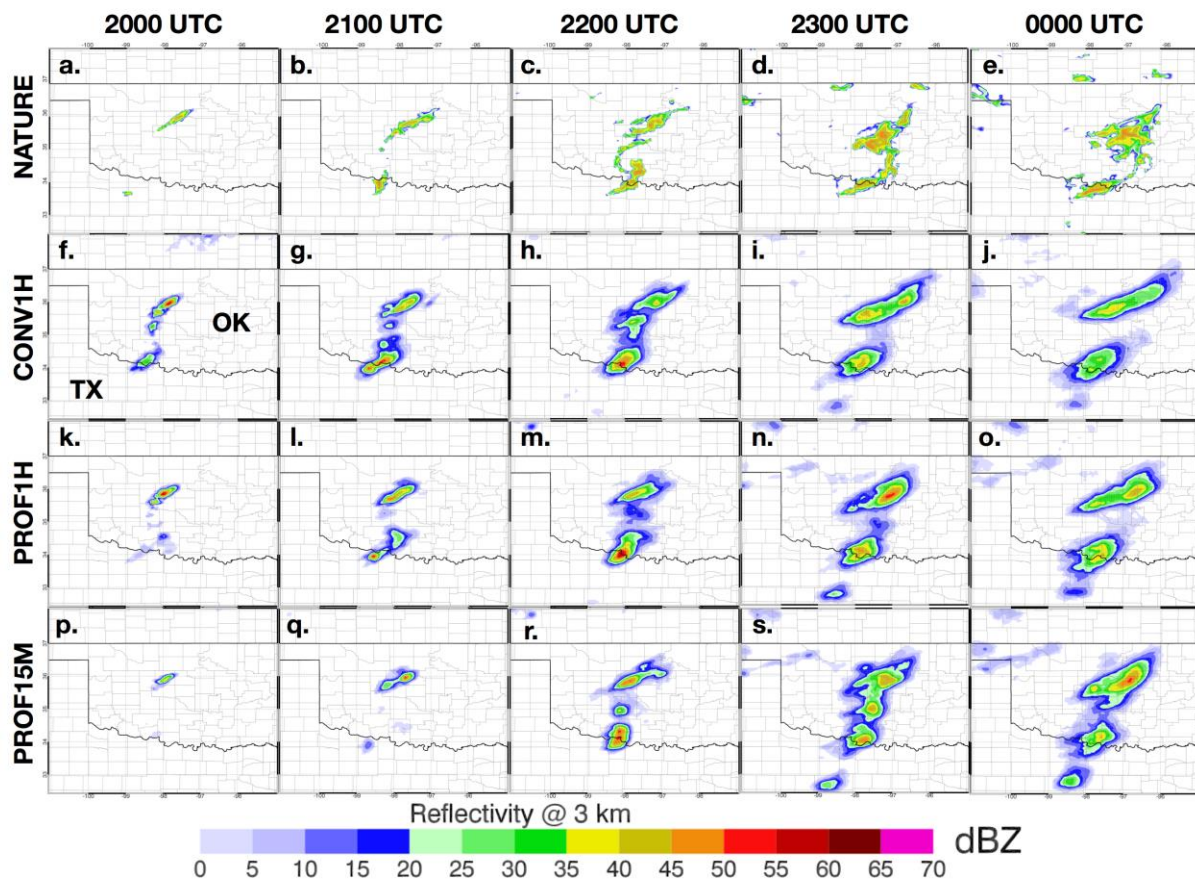 2000 UTC 2100 UTC 2200 UTC 2300 UTC 0000 UTC
NATURE
a. b. c. d. e.
CONV1H
f. g. h. i. j.
OK
TX
PROF1H
k. l. m. n. o.
PROF15M
p. q. r. s. t.
Reflectivity @ 3 km
dBZ
0 5 10 15 20 25 30 35 40 45 50 55 60 65 70